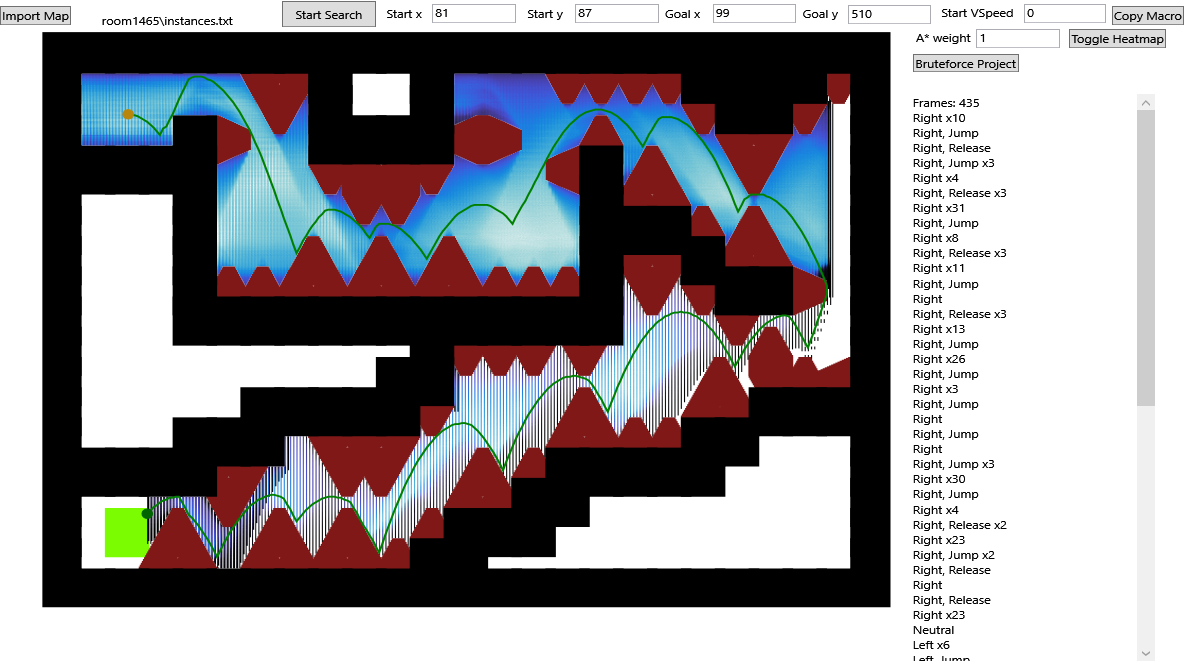 Import Map room1465\instances.txt Start Search Start x 81 Start y 87 Goal x 99 Goal y 510 Start VSpeed 0 Copy Macro
A* weight 1 Toggle Heatmap
Bruteforce Project
Frames: 435
Right x10
Right, Jump
Right, Release
Right, Jump x3
Right x4
Right, Release x3
Right x31
Right, Jump
Right x8
Right, Release x3
Right x11
Right, Jump
Right
Right, Release x3
Right x13
Right, Jump
Right x26
Right, Jump
Right x3
Right, Jump
Right
Right, Jump
Right
Right, Jump x3
Right x30
Right, Jump
Right x4
Right, Release x2
Right x23
Right, Jump x2
Right, Release
Right
Right, Release
Right x23
Neutral
Left x6
Left, Jump